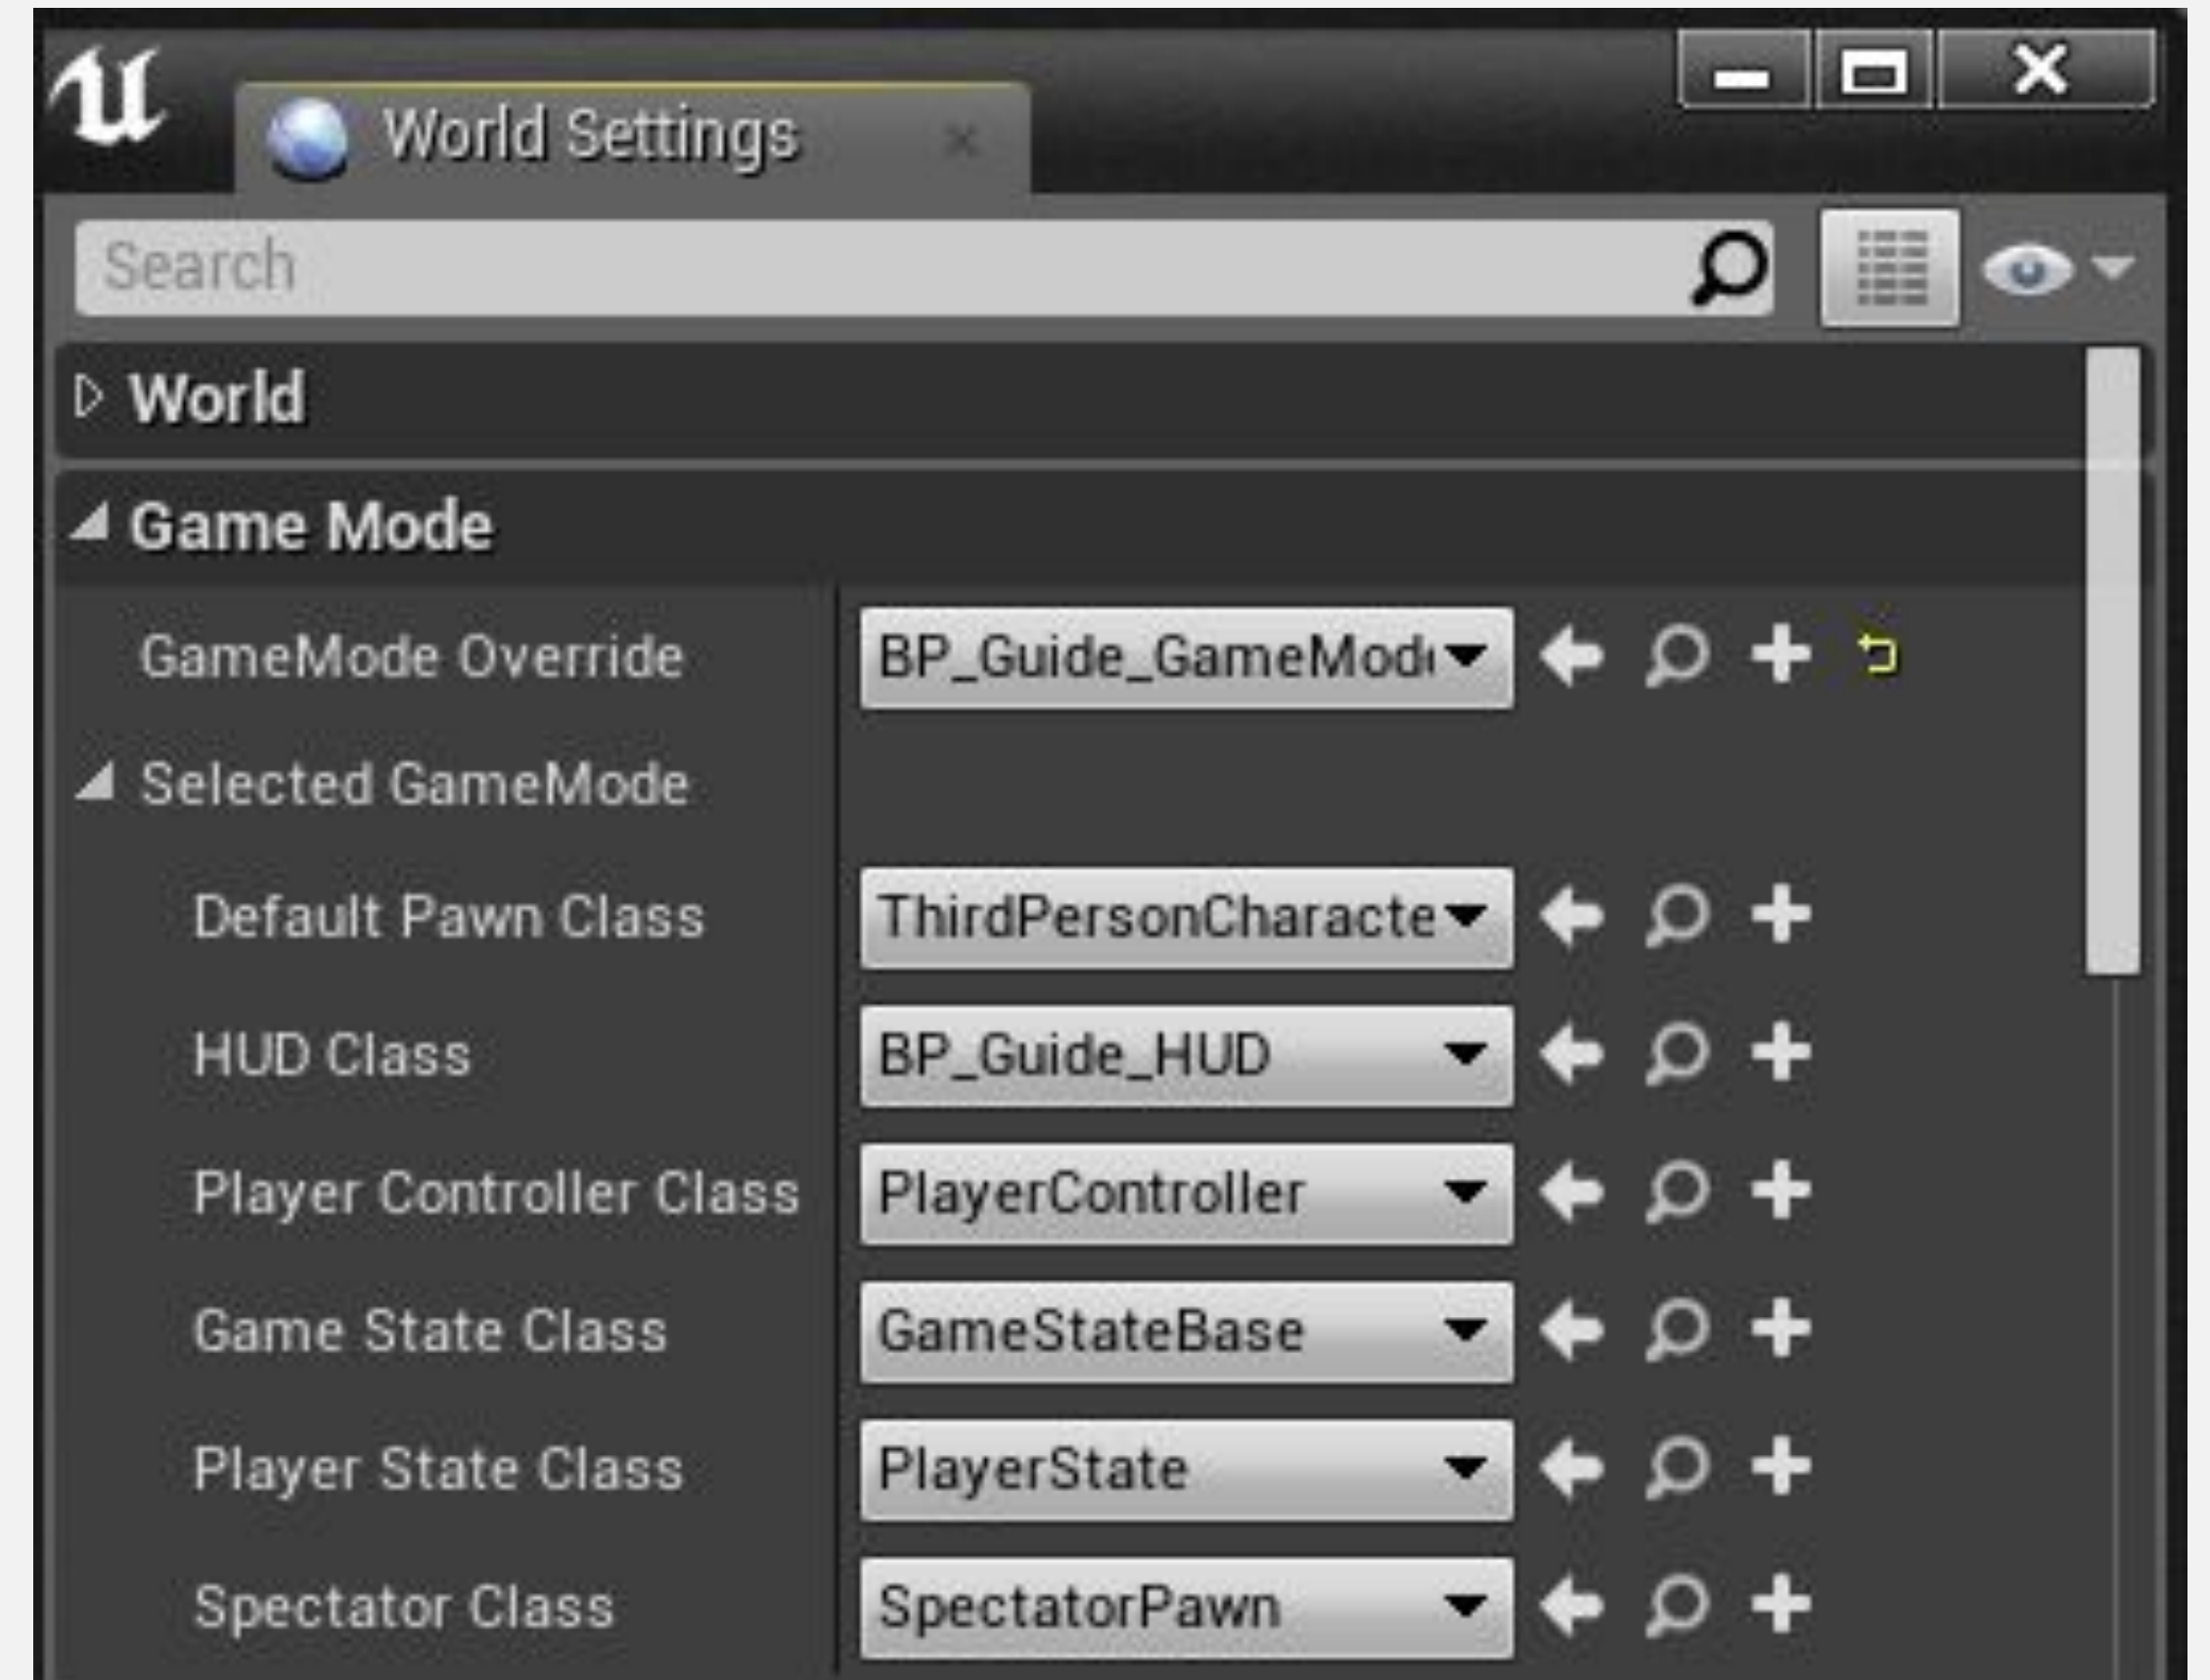 World Settings
Search
World
Game Mode
GameMode Override BP_Guide_GameMod
Selected GameMode
Default Pawn Class ThirdPersonCharacte
HUD Class BP_Guide_HUD
Player Controller Class PlayerController
Game State Class GameStateBase
Player State Class PlayerState
Spectator Class SpectatorPawn